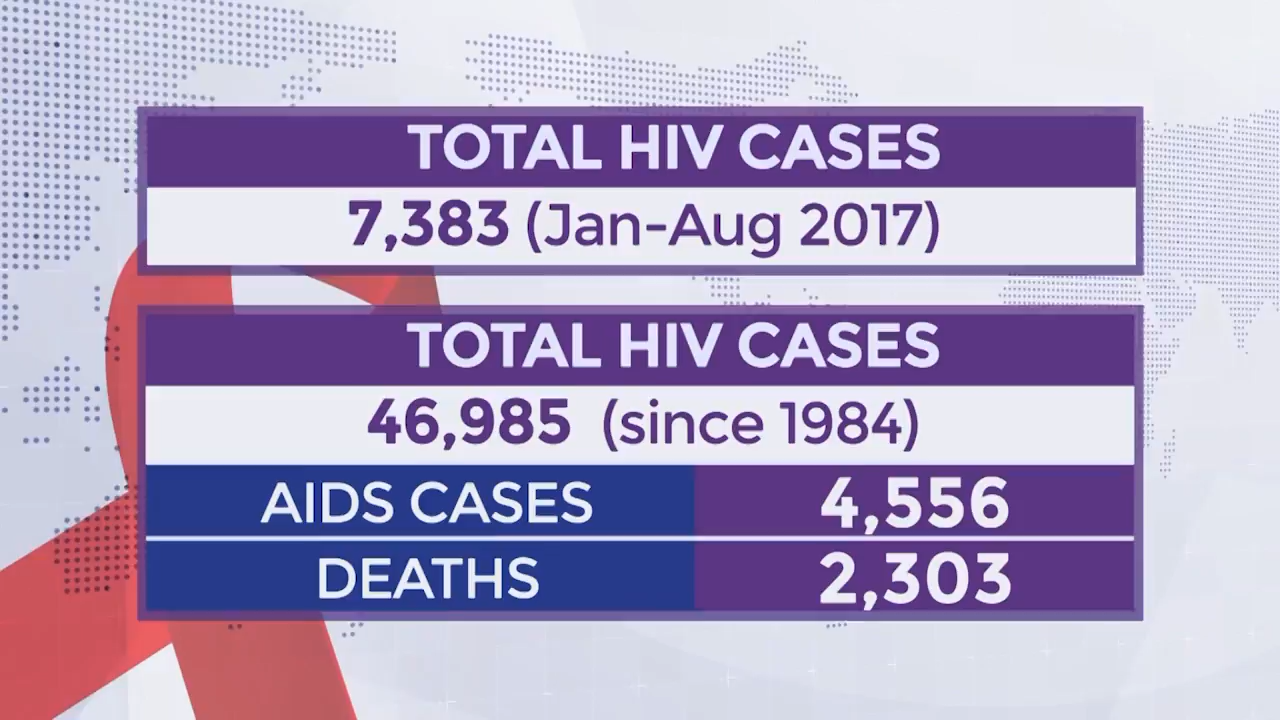 TOTAL HIV CASES
7,383 (Jan-Aug 2017)
TOTAL HIV CASES
46,985 (since 1984)
AIDS CASES 4,556
DEATHS 2,303